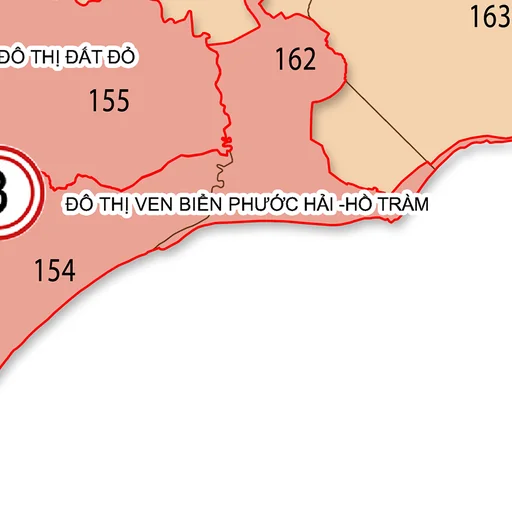 163
ĐÔ THỊ ĐẤT ĐỎ
162
155
ĐÔ THỊ VEN BIỂN PHƯỚC HẢI -HỒ TRÀM
154